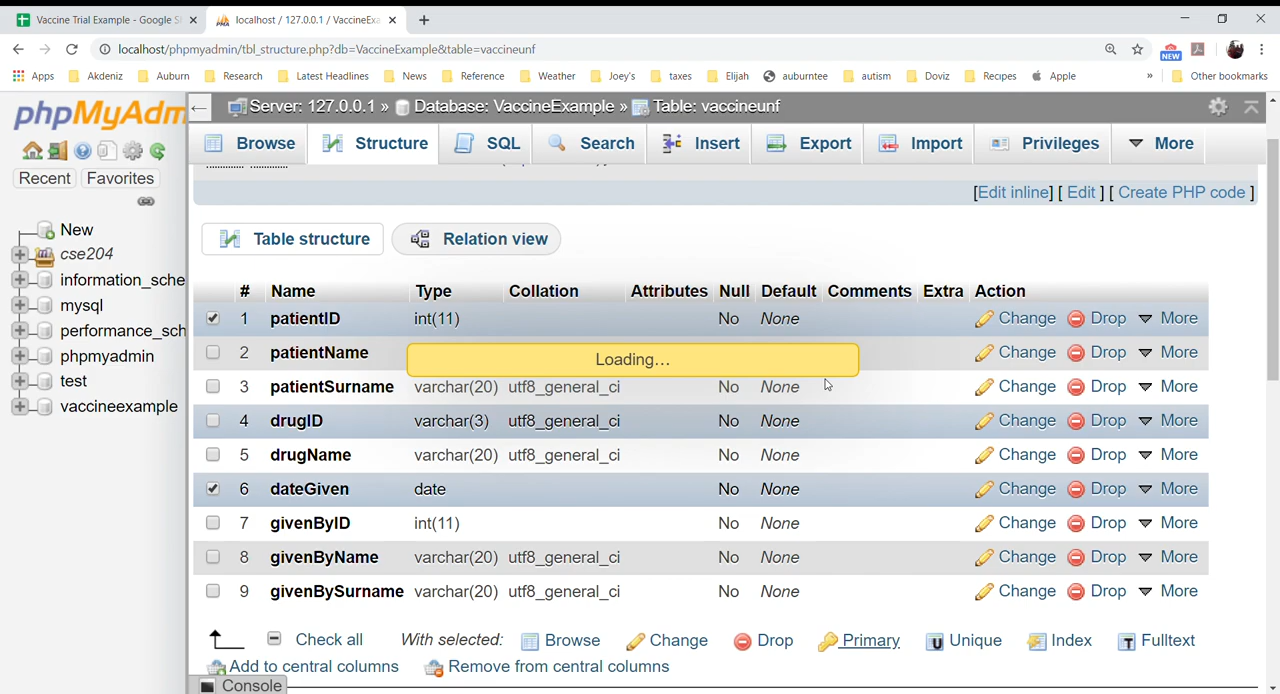 Vaccine Trial Example - Google S
localhost / 127.0.0.1 / VaccineExa
localhost/phpmyadmin/tbl_structure.php?db=VaccineExample&table=vaccineunf
NEW
Apps Akdeniz Auburn Research Latest Headlines News Reference Weather Joey's taxes Elijah auburntee autism Doviz Recipes Apple » Other bookmarks
phpMyAdm
Server: 127.0.0.1 » Database: VaccineExample » Table: vaccineunf
Browse Structure SQL Search Insert Export Import Privileges More
Recent Favorites
[Edit inline] [ Edit ] [ Create PHP code ]
New
cse204
information_sche
mysql
performance_sch
phpmyadmin
test
vaccineexample
Table structure Relation view
# Name Type Collation Attributes Null Default Comments Extra Action
1 patientID int(11) No None Change Drop More
2 patientName Change Drop More
Loading...
3 patientSurname varchar(20) utf8_general_ci No None Change Drop More
4 drugID varchar(3) utf8_general_ci No None Change Drop More
5 drugName varchar(20) utf8_general_ci No None Change Drop More
6 dateGiven date No None Change Drop More
7 givenByID int(11) No None Change Drop More
8 givenByName varchar(20) utf8_general_ci No None Change Drop More
9 givenBySurname varchar(20) utf8_general_ci No None Change Drop More
Check all With selected: Browse Change Drop Primary Unique Index Fulltext
Add to central columns Remove from central columns
Console